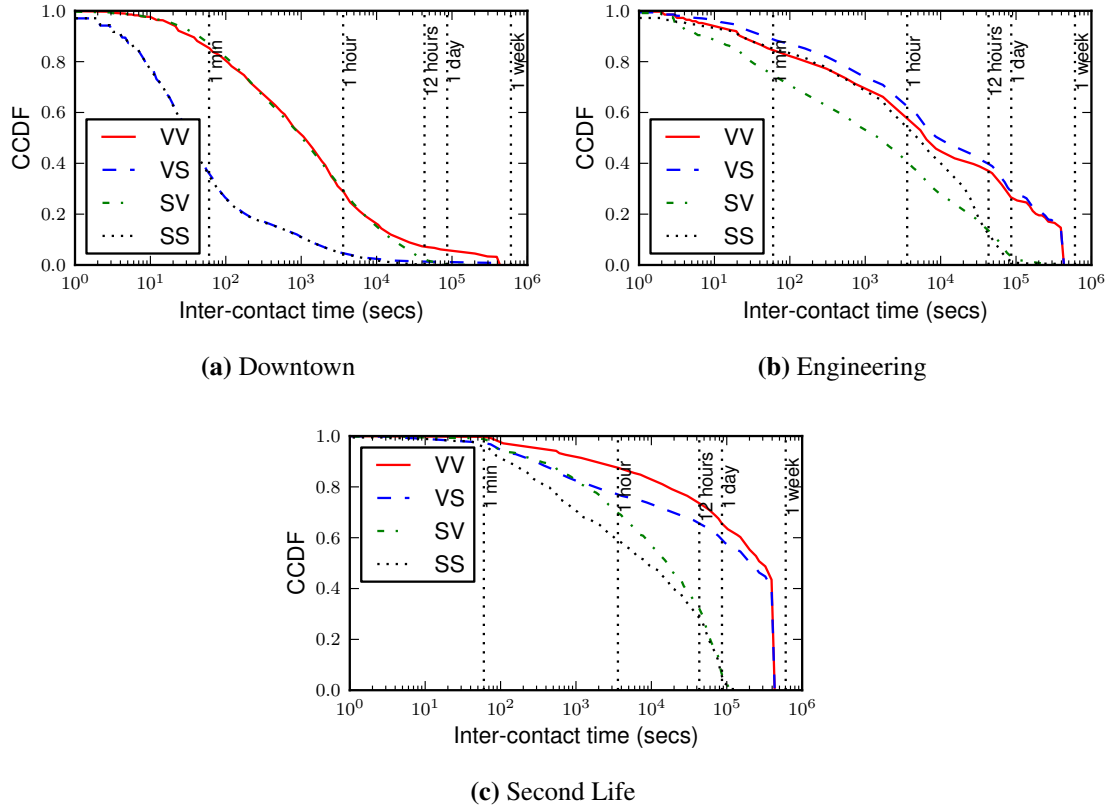 1.0
0.8
0.6
0.4
0.2
0.0
CCDF
VV
VS
SV
SS
1 min
1 hour
12 hours
1 day
1 week
10^0 10^1 10^2 10^3 10^4 10^5 10^6
Inter-contact time (secs)
(a) Downtown
1.0
0.8
0.6
0.4
0.2
0.0
CCDF
VV
VS
SV
SS
1 min
1 hour
12 hours
1 day
1 week
10^0 10^1 10^2 10^3 10^4 10^5 10^6
Inter-contact time (secs)
(b) Engineering
1.0
0.8
0.6
0.4
0.2
0.0
CCDF
VV
VS
SV
SS
1 min
1 hour
12 hours
1 day
1 week
10^0 10^1 10^2 10^3 10^4 10^5 10^6
Inter-contact time (secs)
(c) Second Life